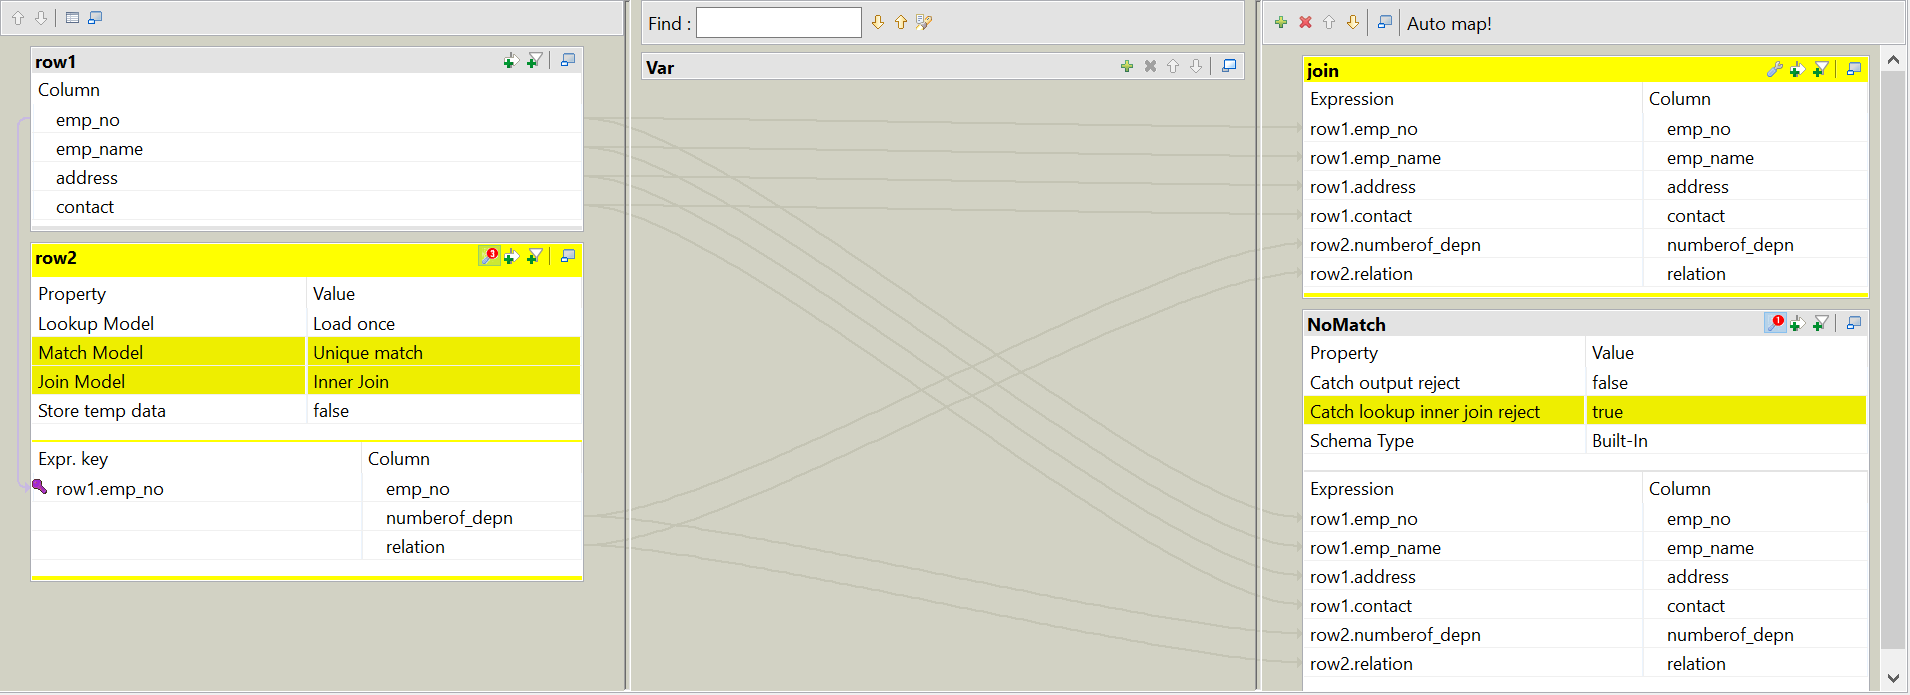 Find :
Auto map!
row1
Column
emp_no
emp_name
address
contact
row2
3
Property Value
Lookup Model Load once
Match Model Unique match
Join Model Inner Join
Store temp data false
Expr. key Column
row1.emp_no emp_no
numberof_depn
relation
Var
join
Expression Column
row1.emp_no emp_no
row1.emp_name emp_name
row1.address address
row1.contact contact
row2.numberof_depn numberof_depn
row2.relation relation
NoMatch
1
Property Value
Catch output reject false
Catch lookup inner join reject true
Schema Type Built-In
Expression Column
row1.emp_no emp_no
row1.emp_name emp_name
row1.address address
row1.contact contact
row2.numberof_depn numberof_depn
row2.relation relation